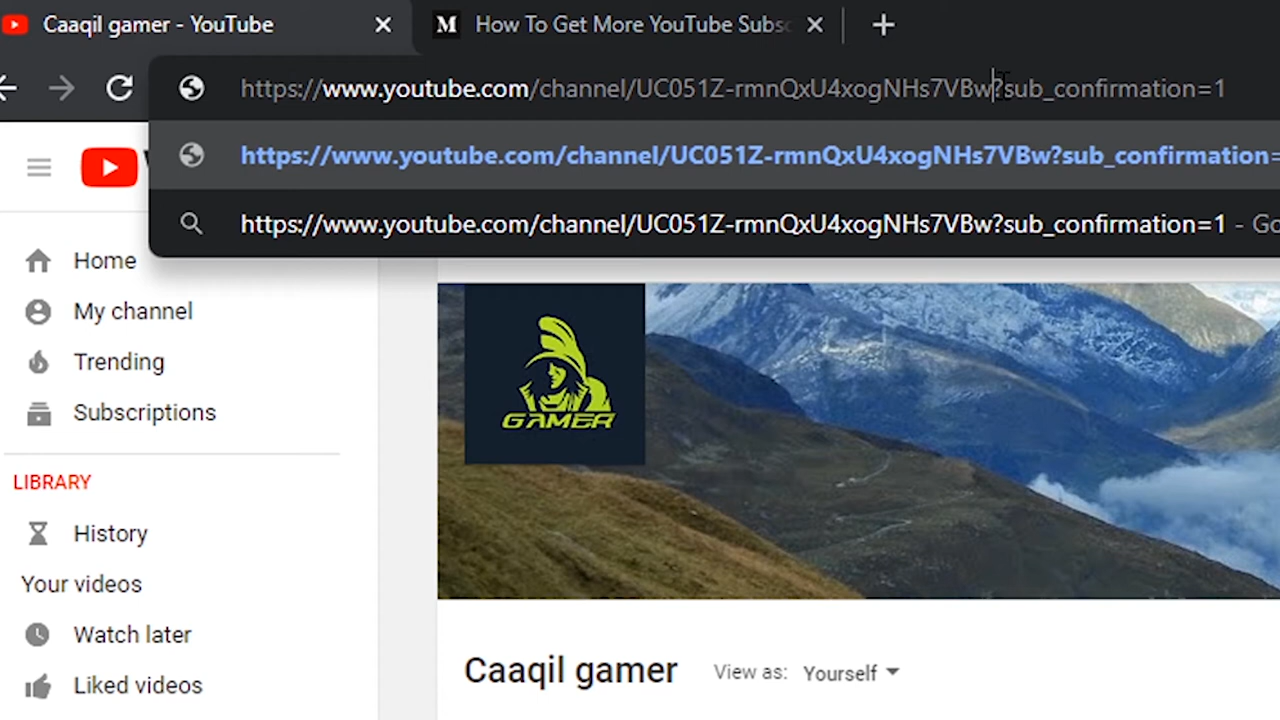 Caaqil gamer - YouTube
M How To Get More YouTube Subsc
https://www.youtube.com/channel/UC051Z-rmnQxU4xogNHs7VBw?sub_confirmation=1
https://www.youtube.com/channel/UC051Z-rmnQxU4xogNHs7VBw?sub_confirmation=
https://www.youtube.com/channel/UC051Z-rmnQxU4xogNHs7VBw?sub_confirmation=1 - Go
Home
My channel
Trending
Subscriptions
LIBRARY
History
Your videos
Watch later
Liked videos
GAMER
Caaqil gamer
View as: Yourself